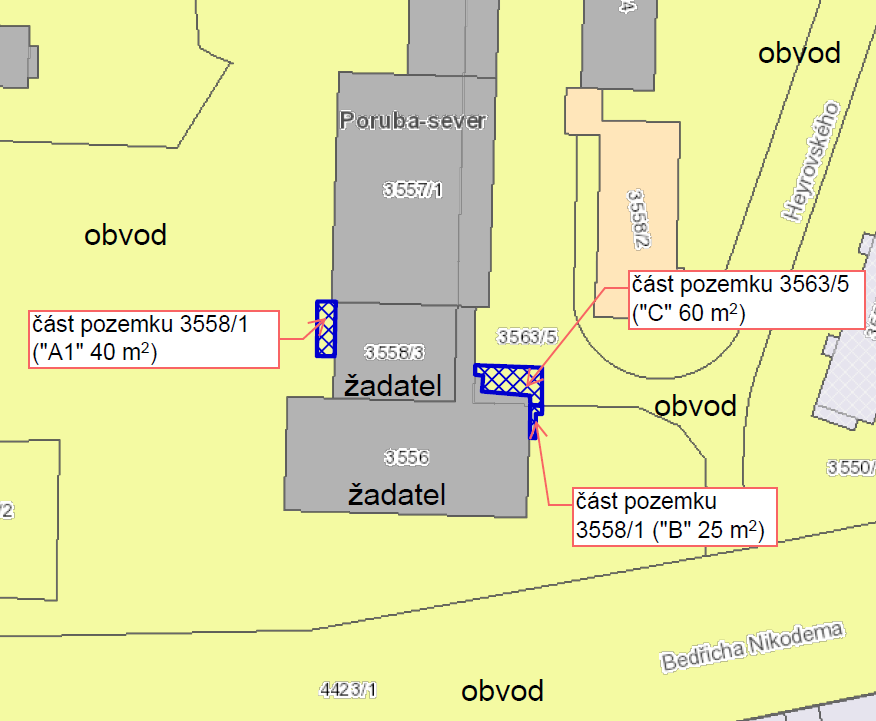 obvod
Poruba-sever
Heyrovského
3557/1
3558/2
obvod
část pozemku 3563/5
("C" 60 m²)
část pozemku 3558/1
("A1" 40 m²)
3563/5
3558/3
žadatel
obvod
3556
3550/
žadatel
část pozemku
3558/1 ("B" 25 m²)
/2
Bedřicha Nikodema
4423/1
obvod